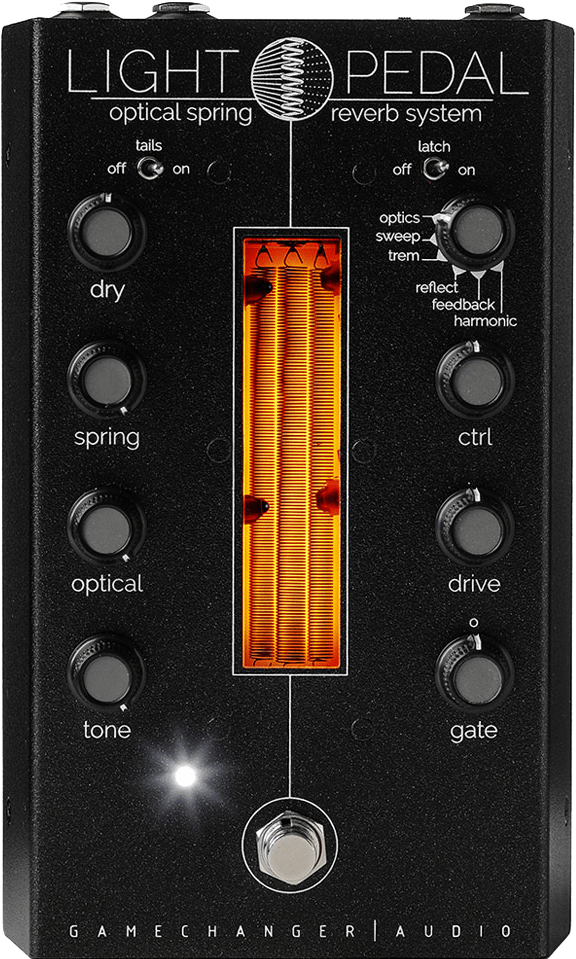 LIGHT PEDAL
optical spring reverb system
tails
off on
latch
off on
dry
optics
sweep
trem
reflect
feedback
harmonic
spring
ctrl
optical
drive
tone
gate
GAMECHANGER|AUDIO